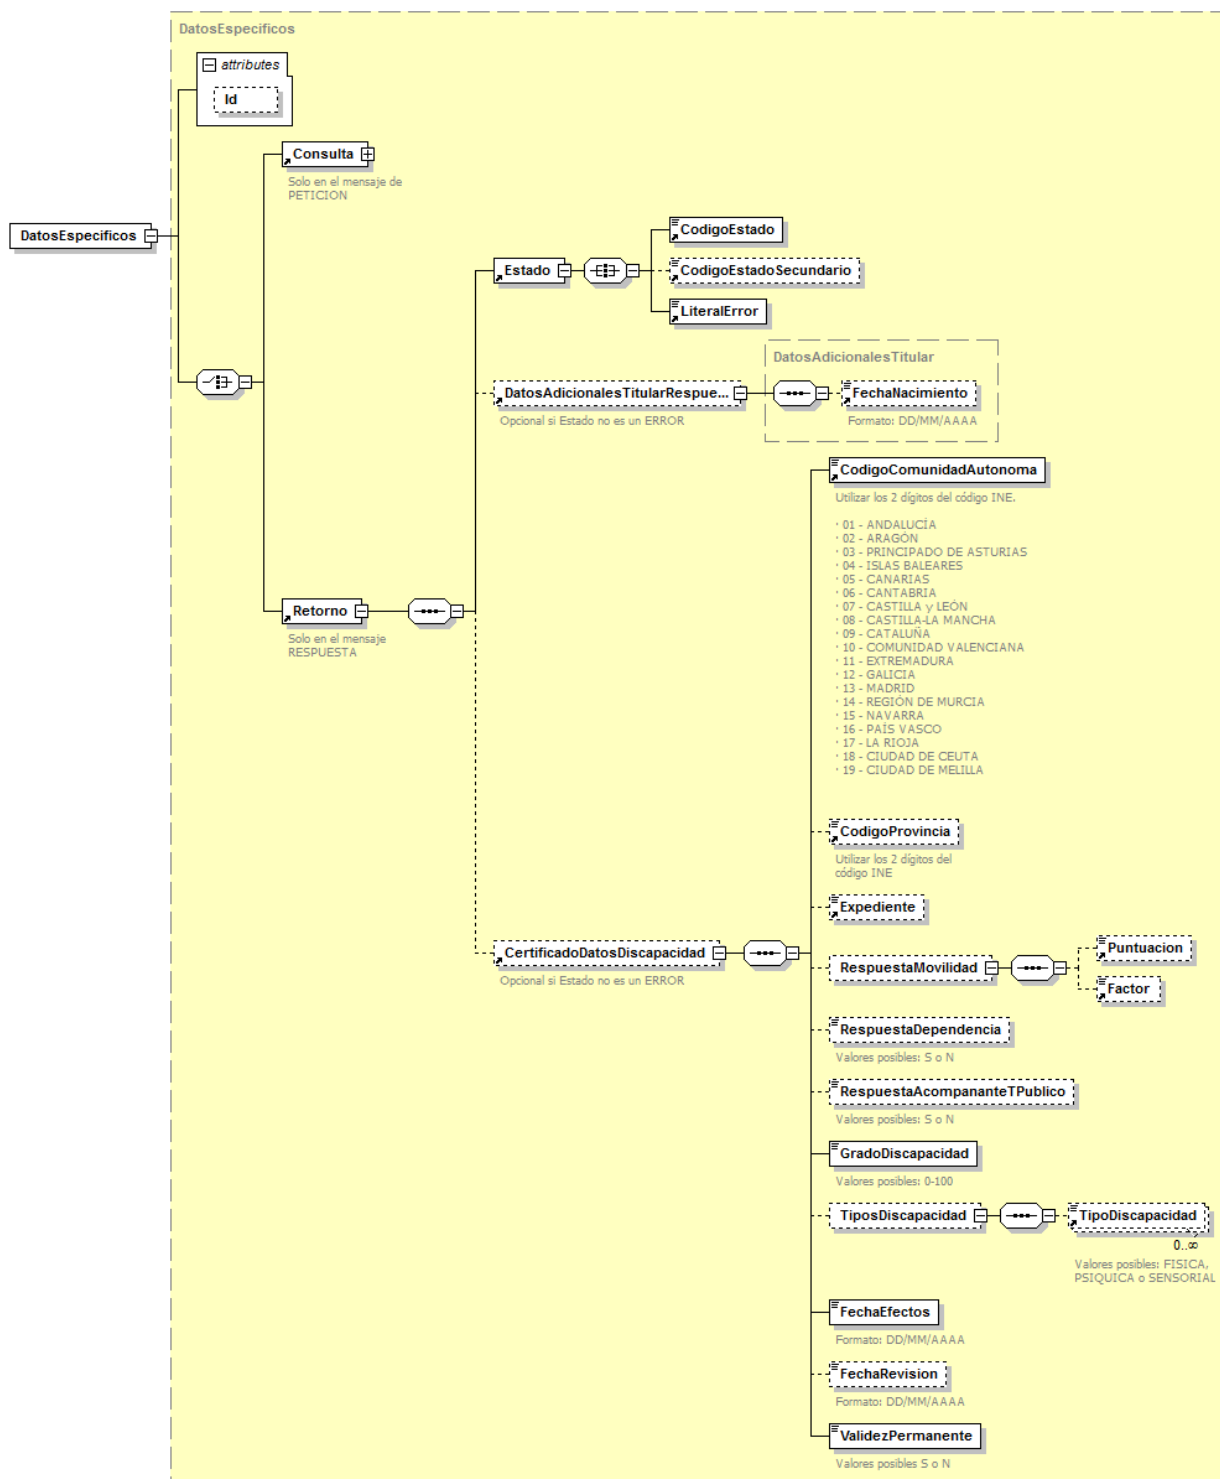 DatosEspecificos
attributes
Id
Consulta
Solo en el mensaje de
PETICION
DatosEspecificos
CodigoEstado
Estado
CodigoEstadoSecundario
LiteralError
DatosAdicionalesTitular
DatosAdicionalesTitularRespue...
FechaNacimiento
Opcional si Estado no es un ERROR
Formato: DD/MM/AAAA
CodigoComunidadAutonoma
Utilizar los 2 dígitos del código INE.
· 01 - ANDALUCÍA
· 02 - ARAGÓN
· 03 - PRINCIPADO DE ASTURIAS
· 04 - ISLAS BALEARES
· 05 - CANARIAS
· 06 - CANTABRIA
· 07 - CASTILLA y LEÓN
· 08 - CASTILLA-LA MANCHA
· 09 - CATALUÑA
· 10 - COMUNIDAD VALENCIANA
· 11 - EXTREMADURA
· 12 - GALICIA
· 13 - MADRID
· 14 - REGIÓN DE MURCIA
· 15 - NAVARRA
· 16 - PAÍS VASCO
· 17 - LA RIOJA
· 18 - CIUDAD DE CEUTA
· 19 - CIUDAD DE MELILLA
Retorno
Solo en el mensaje
RESPUESTA
CodigoProvincia
Utilizar los 2 dígitos del
código INE
Expediente
CertificadoDatosDiscapacidad
Opcional si Estado no es un ERROR
RespuestaMovilidad
Puntuacion
Factor
RespuestaDependencia
Valores posibles: S o N
RespuestaAcompananteTPublico
Valores posibles: S o N
GradoDiscapacidad
Valores posibles: 0-100
TiposDiscapacidad
TipoDiscapacidad
0..∞
Valores posibles: FISICA,
PSIQUICA o SENSORIAL
FechaEfectos
Formato: DD/MM/AAAA
FechaRevision
Formato: DD/MM/AAAA
ValidezPermanente
Valores posibles S o N